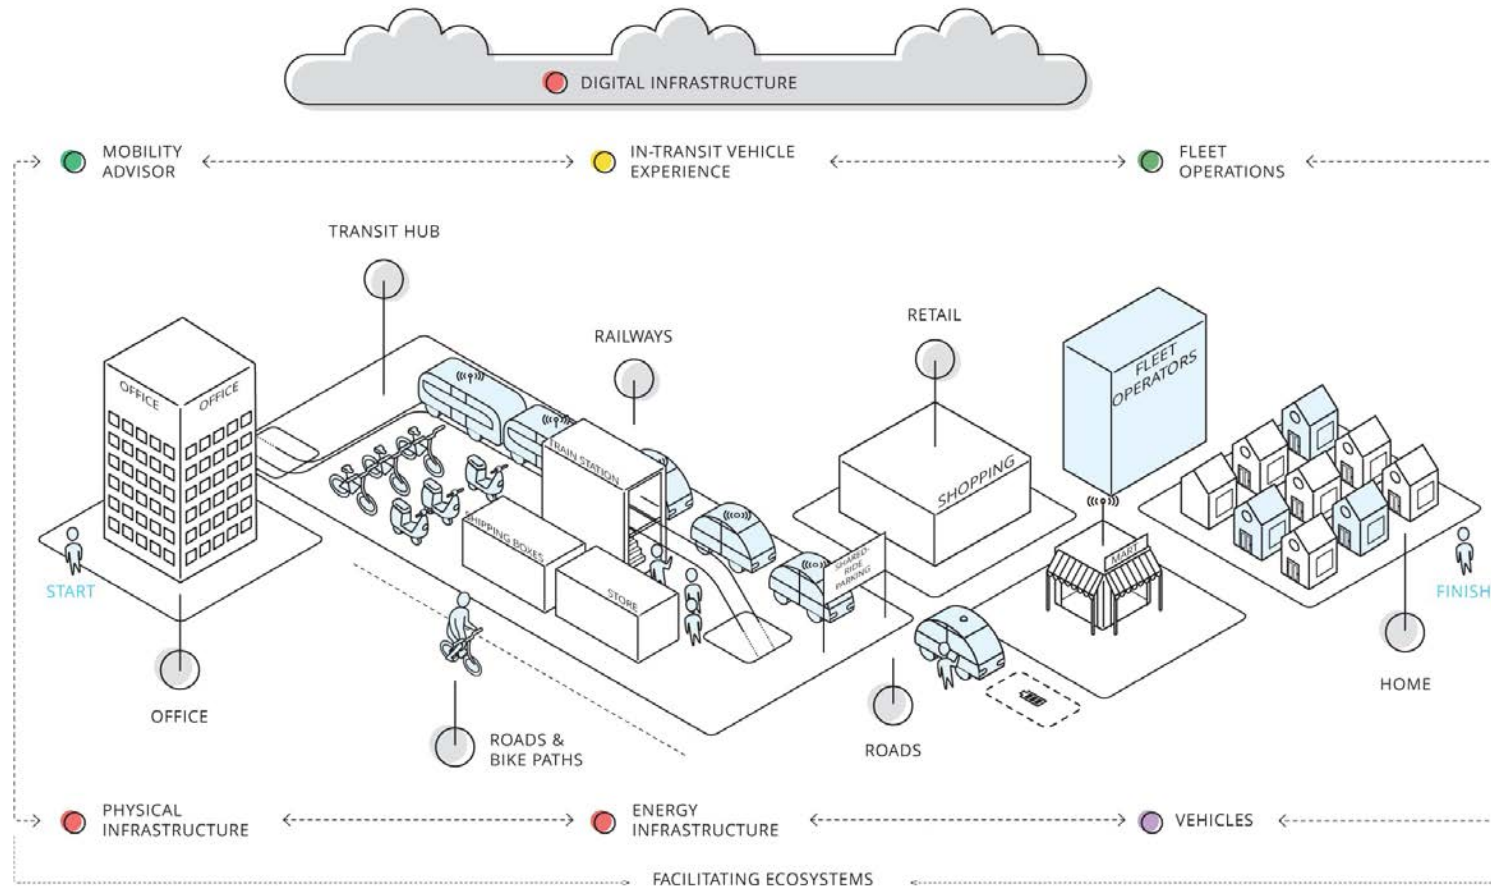 DIGITAL INFRASTRUCTURE
MOBILITY
ADVISOR
IN-TRANSIT VEHICLE
EXPERIENCE
FLEET
OPERATIONS
TRANSIT HUB
RAILWAYS
RETAIL
OFFICE
OFFICE
TRAIN STATION
SHIPPING BOXES
STORE
SHARED-
RIDE
PARKING
SHOPPING
FLEET
OPERATORS
MART
START
FINISH
OFFICE
ROADS &
BIKE PATHS
ROADS
HOME
PHYSICAL
INFRASTRUCTURE
ENERGY
INFRASTRUCTURE
VEHICLES
FACILITATING ECOSYSTEMS